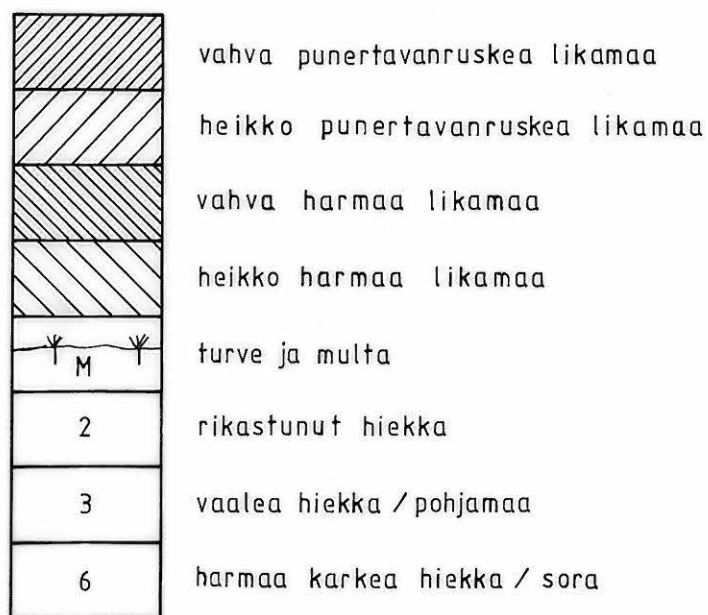 vahva punertavanruskea likamaa
heikko punertavanruskea likamaa
vahva harmaa likamaa
heikko harmaa likamaa
M turve ja multa
2 rikastunut hiekka
3 vaalea hiekka / pohjamaa
6 harmaa karkea hiekka / sora